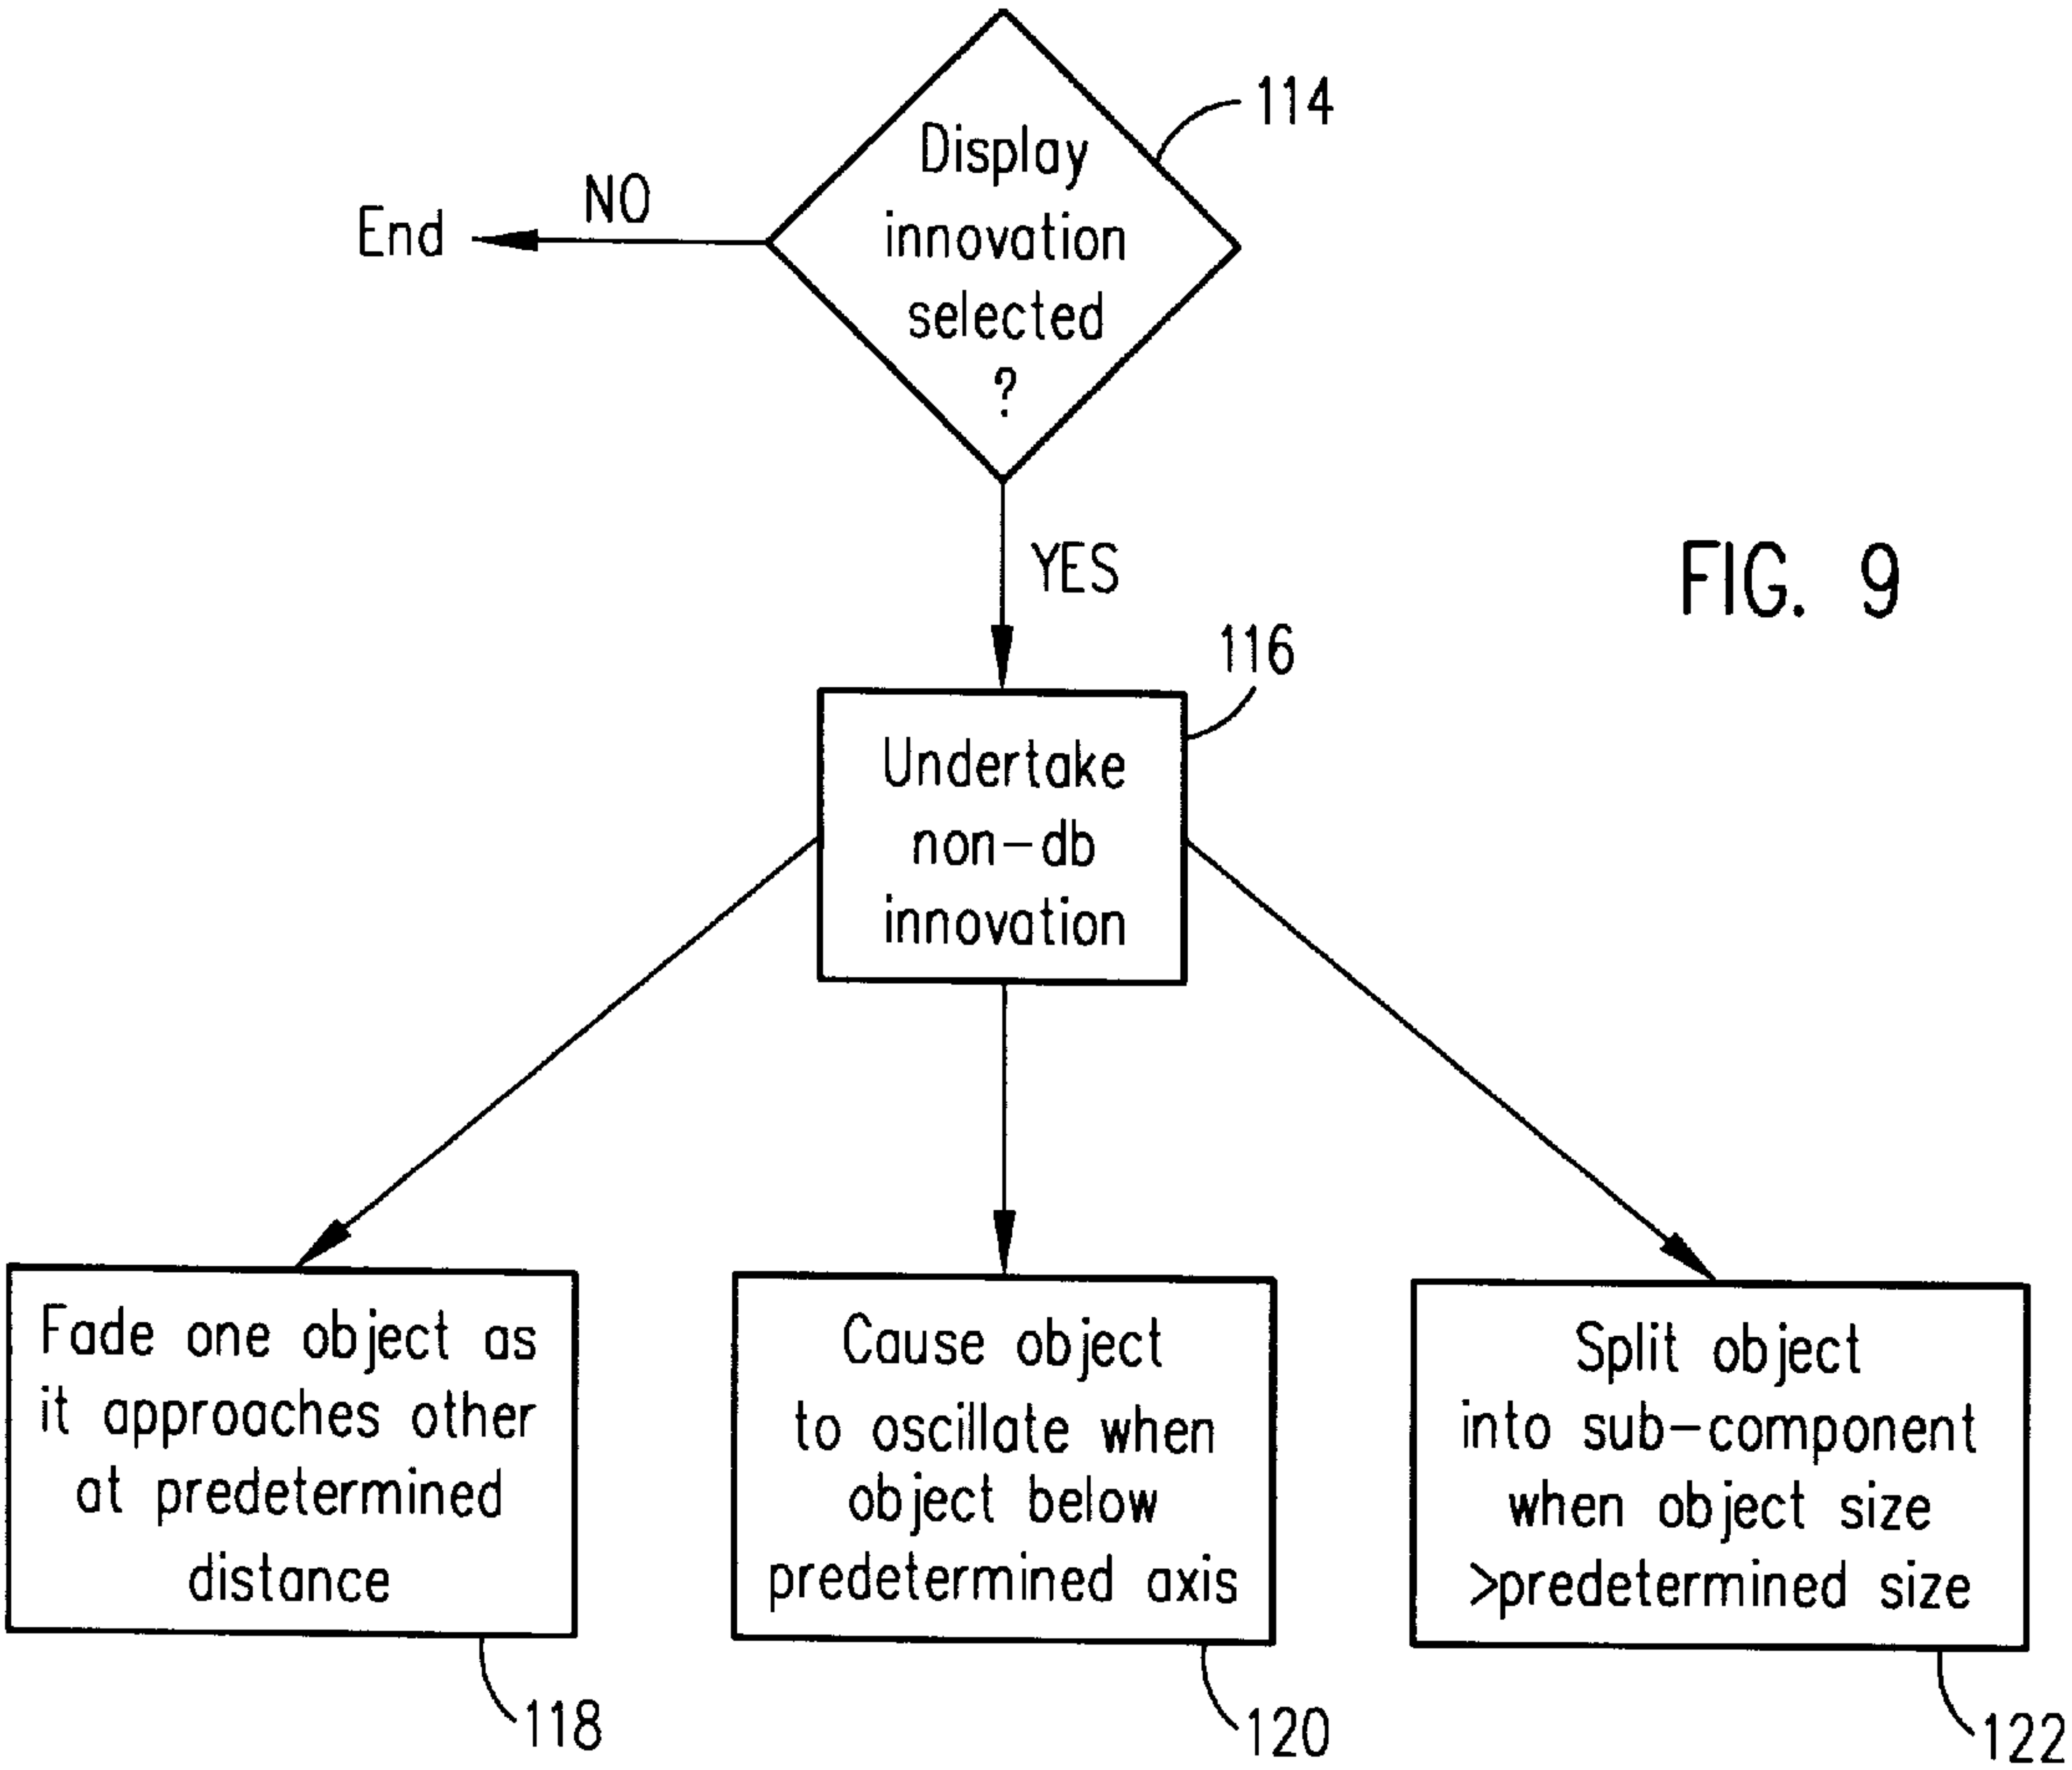 114
Display
innovation
selected
?
NO
End
YES
FIG. 9
116
Undertake
non-db
innovation
Fade one object as
it approaches other
at predetermined
distance
118
Cause object
to oscillate when
object below
predetermined axis
120
Split object
into sub-component
when object size
>predetermined size
122